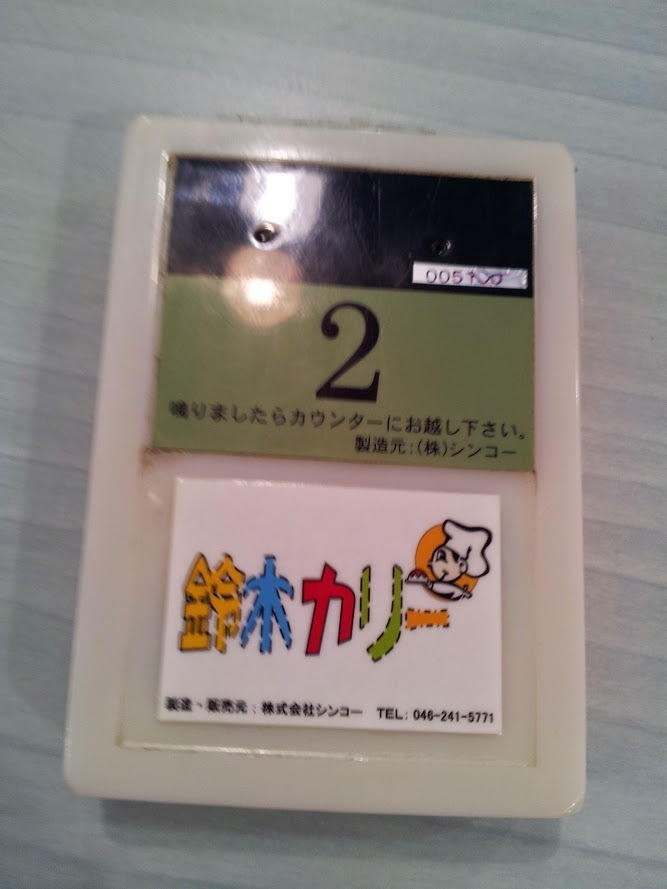 2
鳴りましたらカウンターにお越し下さい。
製造元:(株)シンコー
鈴木カリー
製造・販売元:株式会社シンコー TEL: 046-241-5771